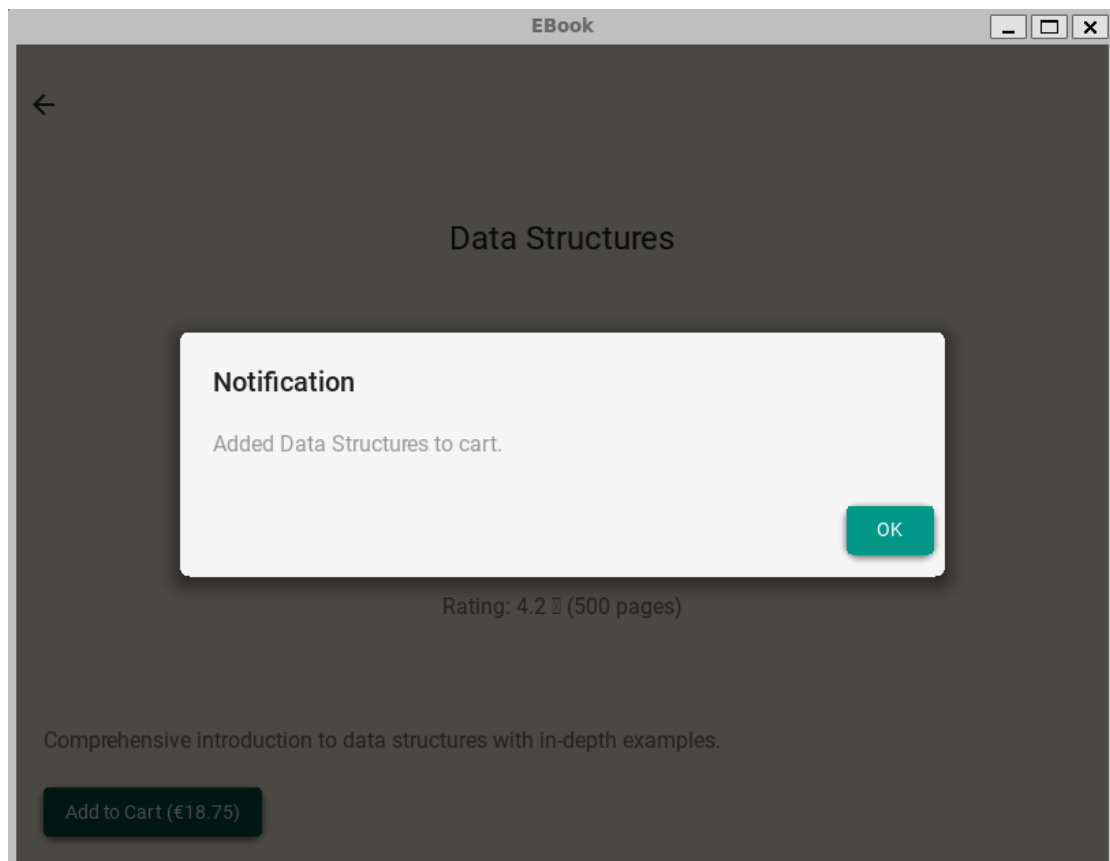 EBook
Data Structures
Notification
Added Data Structures to cart.
OK
Rating: 4.2 (500 pages)
Comprehensive introduction to data structures with in-depth examples.
Add to Cart (€18.75)